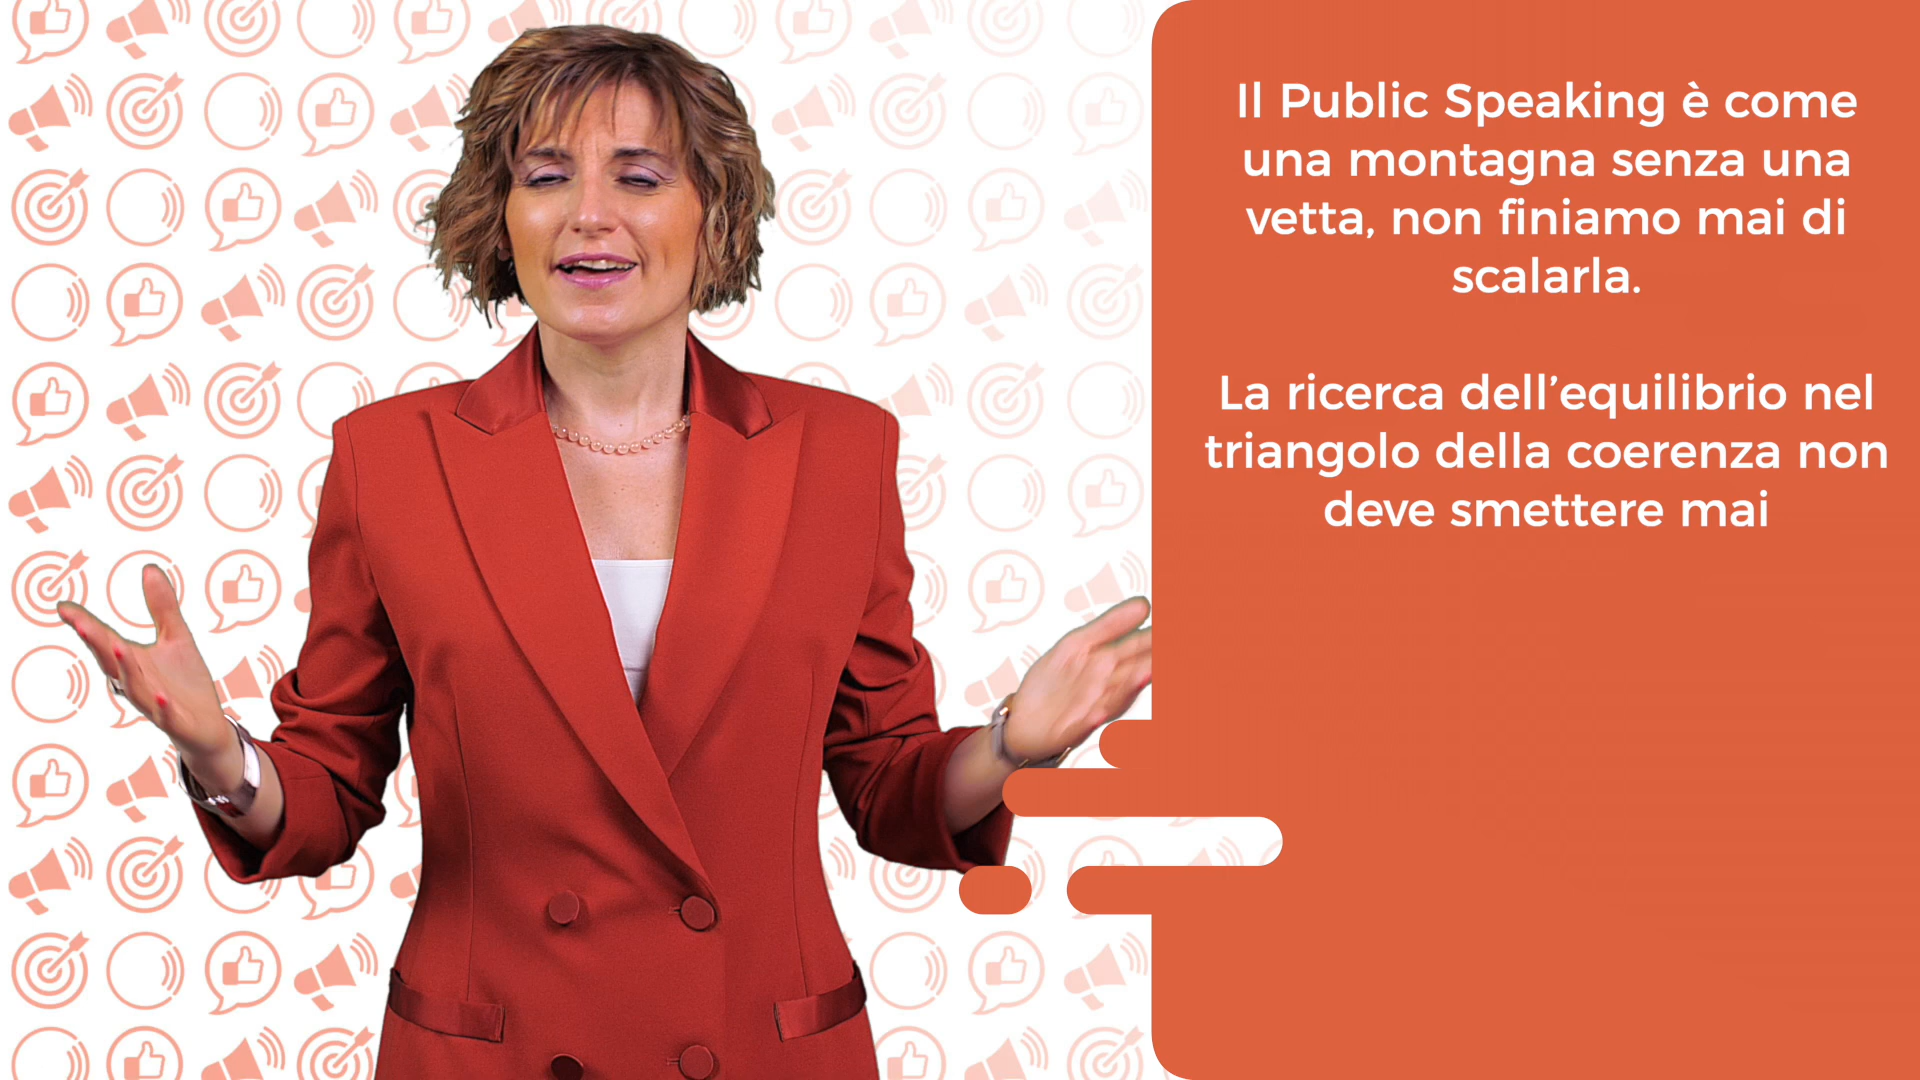 Il Public Speaking è come
una montagna senza una
vetta, non finiamo mai di
scalarla.
La ricerca dell’equilibrio nel
triangolo della coerenza non
deve smettere mai